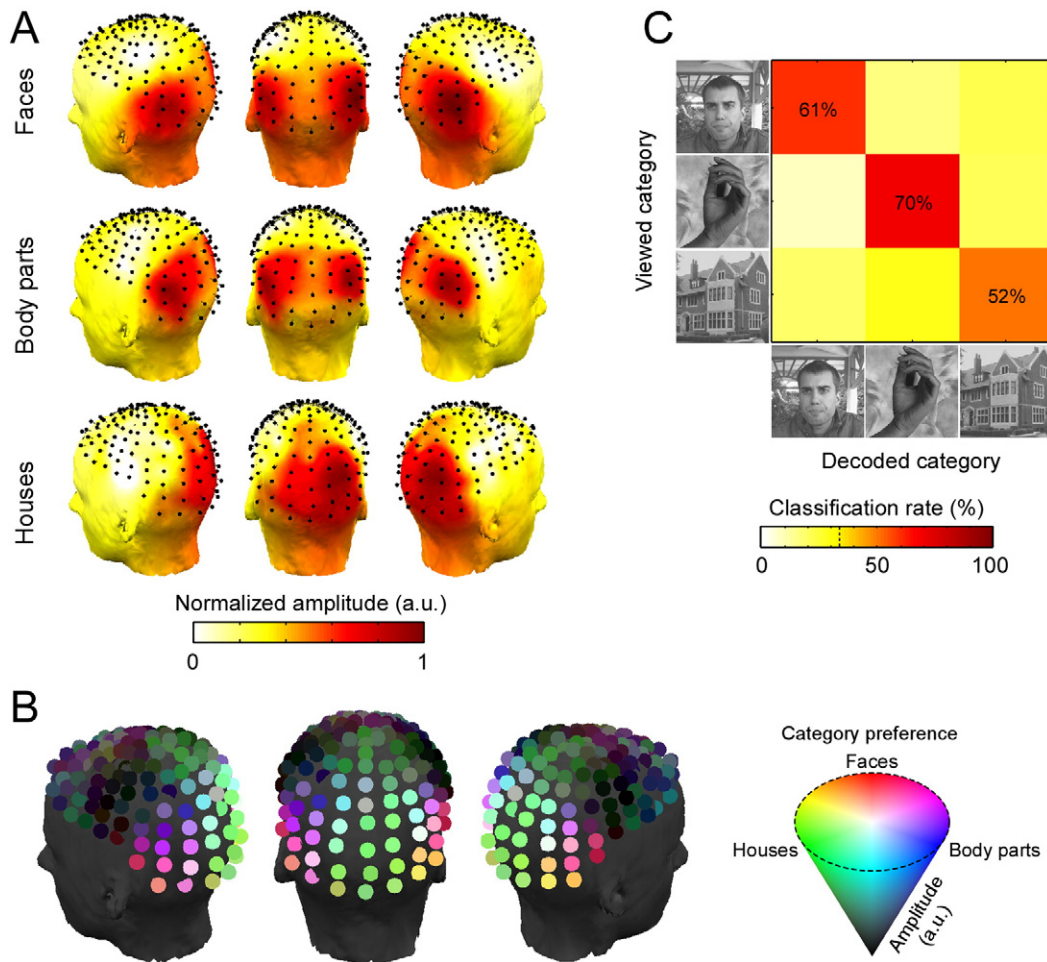 A
Faces
Body parts
Houses
Normalized amplitude (a.u.)
0
1
C
Viewed category
61%
70%
52%
Decoded category
Classification rate (%)
0
50
100
B
Category preference
Faces
Houses
Body parts
Amplitude
(a.u.)